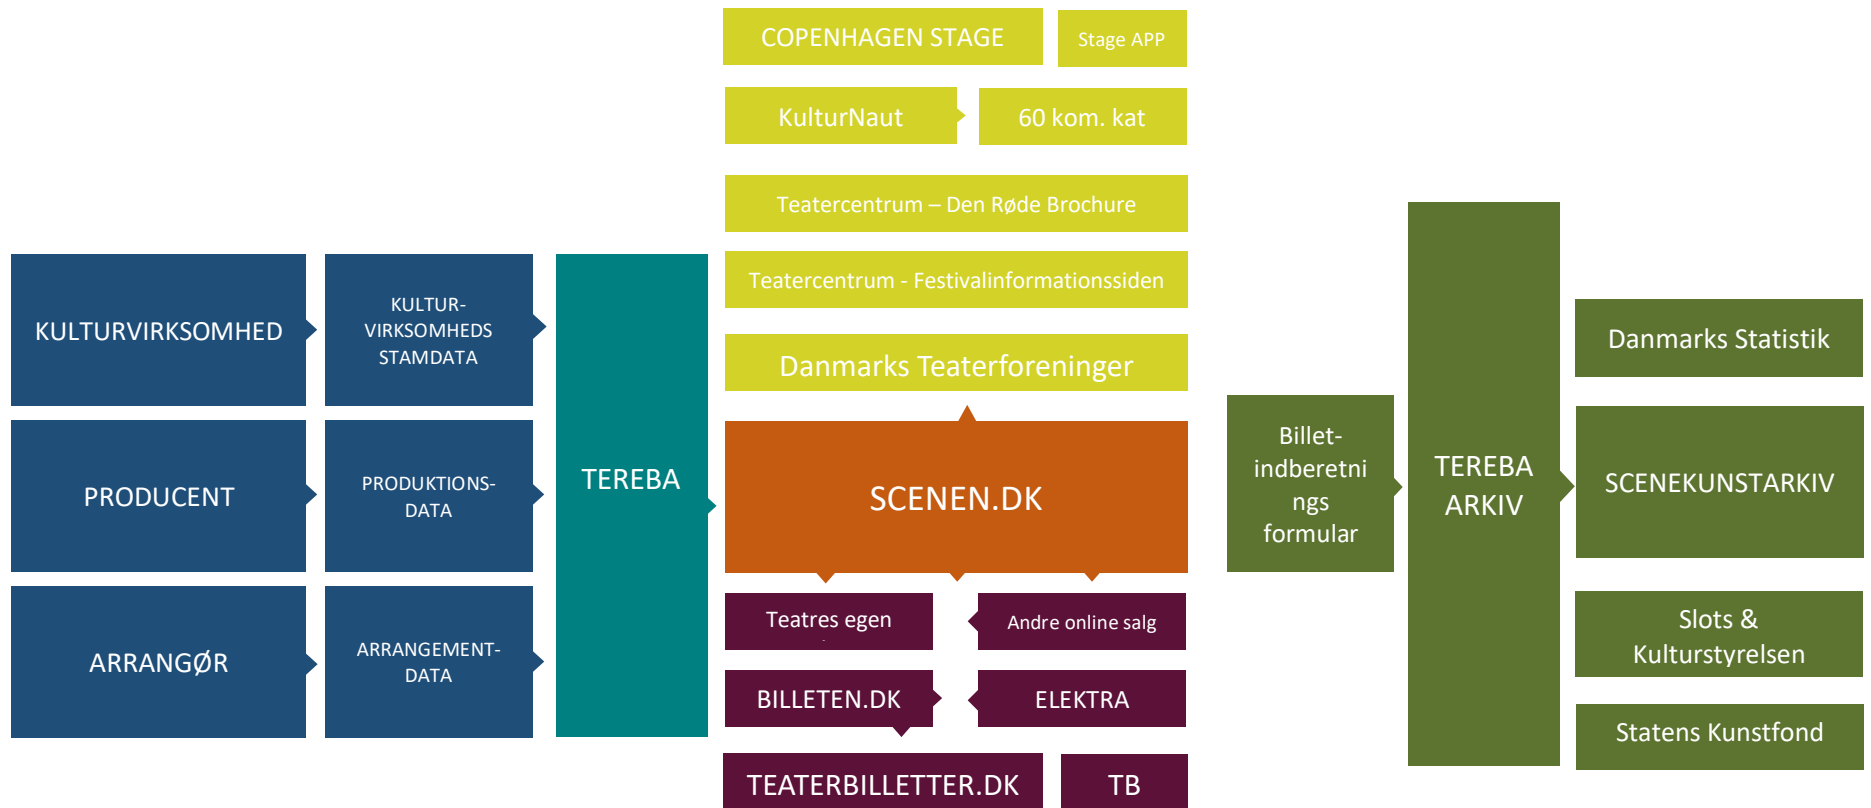 COPENHAGEN STAGE
Stage APP
KulturNaut
60 kom. kat
Teatercentrum – Den Røde Brochure
Teatercentrum - Festivalinformationssiden
Danmarks Teaterforeninger
KULTURVIRKSOMHED
KULTUR-
VIRKSOMHEDS
STAMDATA
PRODUCENT
PRODUKTIONS-
DATA
ARRANGØR
ARRANGEMENT-
DATA
TEREBA
SCENEN.DK
Teatres egen
Andre online salg
BILLETEN.DK
ELEKTRA
TEATERBILLETTER.DK
TB
Billet-
indberetni
ngs
formular
TEREBA
ARKIV
Danmarks Statistik
SCENEKUNSTARKIV
Slots &
Kulturstyrelsen
Statens Kunstfond